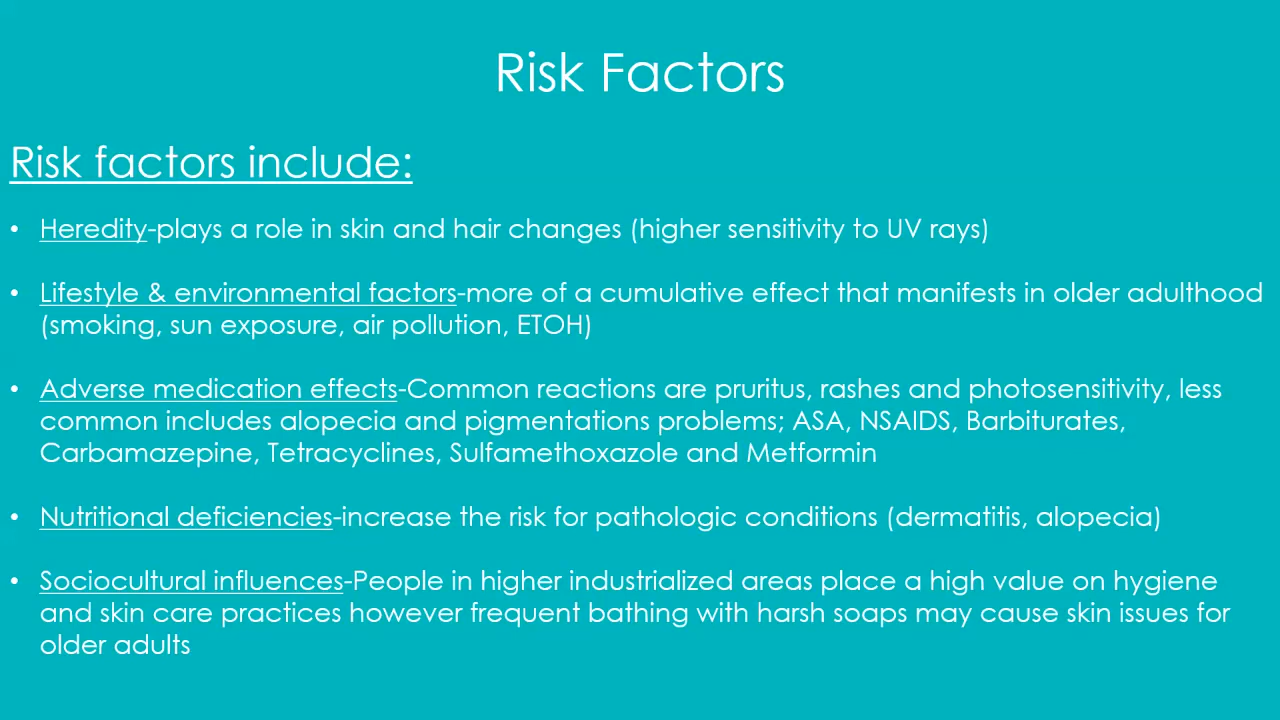 Risk Factors
Risk factors include:
• Heredity-plays a role in skin and hair changes (higher sensitivity to UV rays)
• Lifestyle & environmental factors-more of a cumulative effect that manifests in older adulthood
(smoking, sun exposure, air pollution, ETOH)
• Adverse medication effects-Common reactions are pruritus, rashes and photosensitivity, less
common includes alopecia and pigmentations problems; ASA, NSAIDS, Barbiturates,
Carbamazepine, Tetracyclines, Sulfamethoxazole and Metformin
• Nutritional deficiencies-increase the risk for pathologic conditions (dermatitis, alopecia)
• Sociocultural influences-People in higher industrialized areas place a high value on hygiene
and skin care practices however frequent bathing with harsh soaps may cause skin issues for
older adults